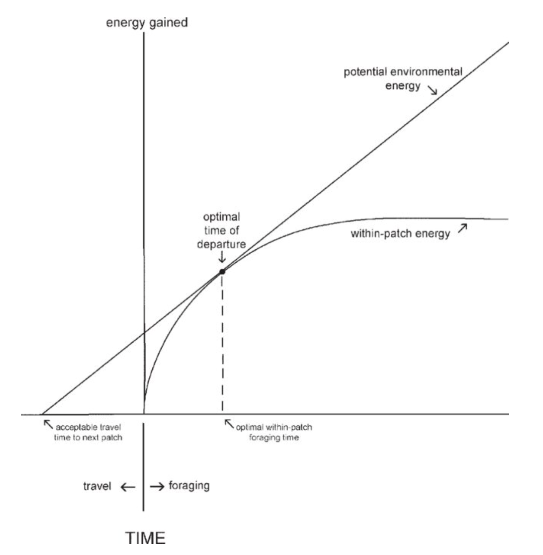 energy gained
potential environmental
energy
optimal
time of
departure
within-patch energy
acceptable travel
time to next patch
optimal within-patch
foraging time
travel
foraging
TIME